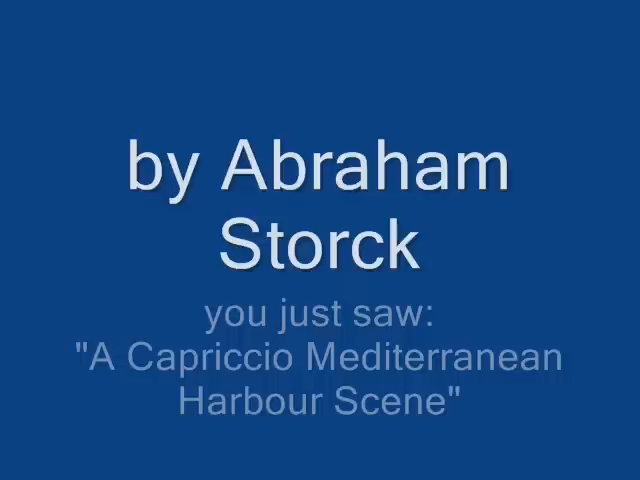 by Abraham
Storck
you just saw:
"A Capriccio Mediterranean
Harbour Scene"